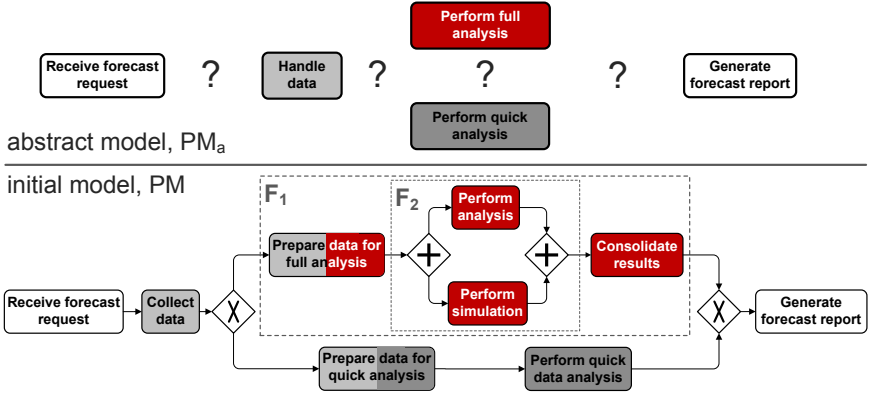 Perform full
analysis
Receive forecast
request
?
Handle
data
?
?
?
Generate
forecast report
Perform quick
analysis
abstract model, PMa
initial model, PM
F1
F2
Perform
analysis
Prepare data for
full analysis
+
+
Consolidate
results
Perform
simulation
Receive forecast
request
Collect
data
X
X
Generate
forecast report
Prepare data for
quick analysis
Perform quick
data analysis